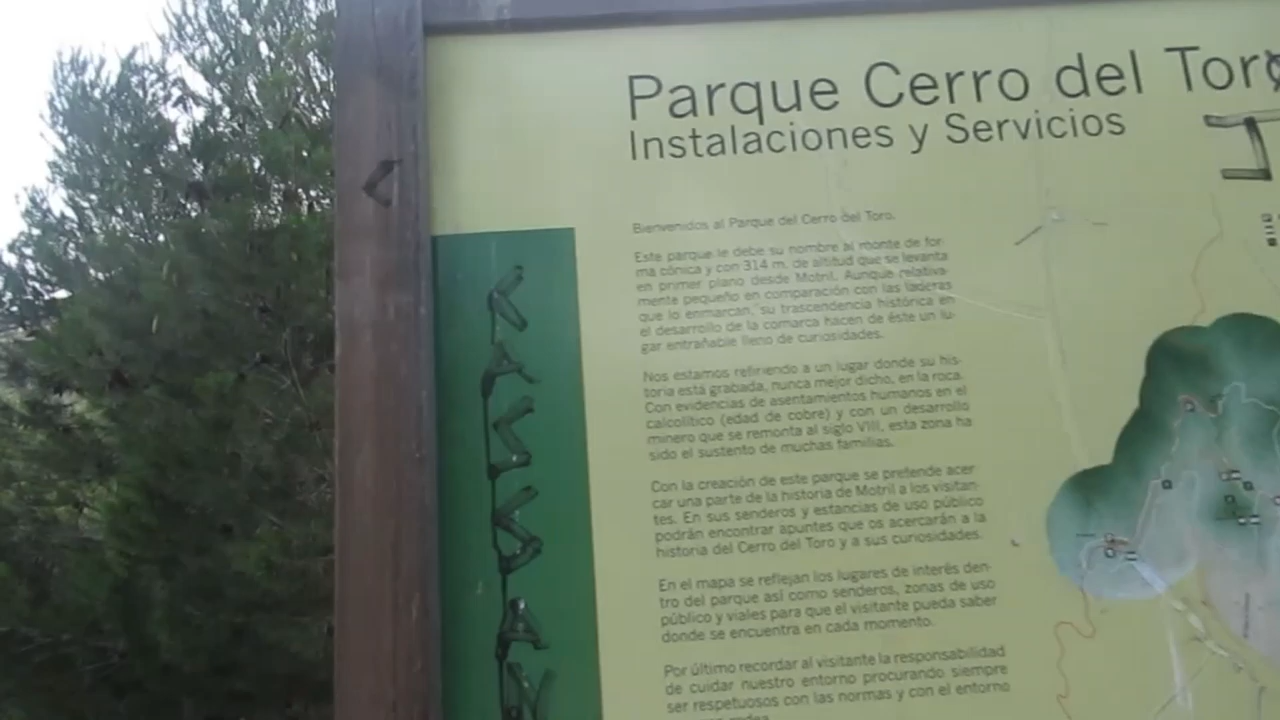 Parque Cerro del Toro
Instalaciones y Servicios
Bienvenidos al Parque del Cerro del Toro.
Este parque le debe su nombre al monte de for-
ma cónica y con 314 m. de altitud que se levanta
en primer plano desde Motril. Aunque relativa-
mente pequeño en comparación con las laderas
que lo enmarcan, su trascendencia histórica en
el desarrollo de la comarca hacen de éste un lu-
gar entrañable lleno de curiosidades.
Nos estamos refiriendo a un lugar donde su his-
toria está grabada, nunca mejor dicho, en la roca.
Con evidencias de asentamientos humanos en el
calcolítico (edad de cobre) y con un desarrollo
minero que se remonta al siglo VIII, esta zona ha
sido el sustento de muchas familias.
Con la creación de este parque se pretende acer
car una parte de la historia de Motril a los visitan-
tes. En sus senderos y estancias de uso público
podrán encontrar apuntes que os acercarán a la
historia del Cerro del Toro y a sus curiosidades.
En el mapa se reflejan los lugares de interés den-
tro del parque así como senderos, zonas de uso
público y viales para que el visitante pueda saber
donde se encuentra en cada momento.
Por último recordar al visitante la responsabilidad
de cuidar nuestro entorno procurando siempre
ser respetuosos con las normas y con el entorno